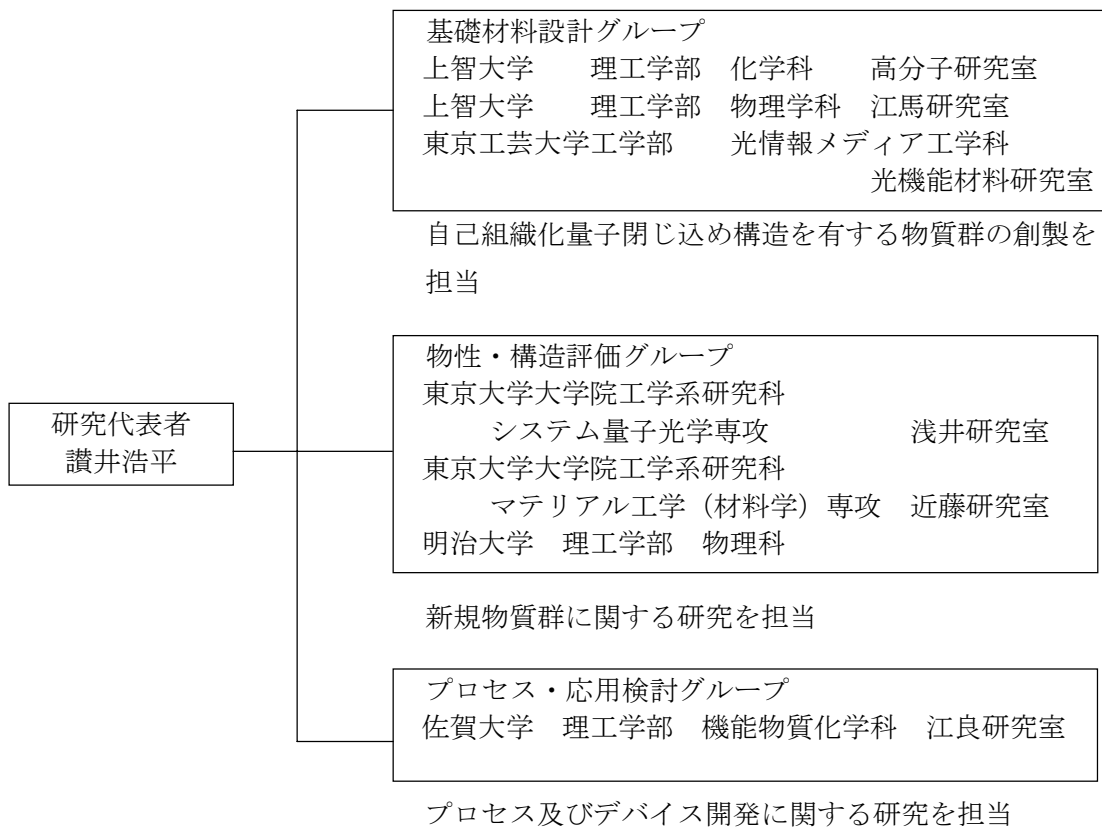 基礎材料設計グループ
上智大学　　理工学部　化学科　　高分子研究室
上智大学　　理工学部　物理学科　江馬研究室
東京工芸大学工学部　　光情報メディア工学科
光機能材料研究室
自己組織化量子閉じ込め構造を有する物質群の創製を
担当
物性・構造評価グループ
東京大学大学院工学系研究科
システム量子光学専攻　　　　浅井研究室
東京大学大学院工学系研究科
マテリアル工学（材料学）専攻　近藤研究室
明治大学　理工学部　物理科
新規物質群に関する研究を担当
研究代表者
讃井浩平
プロセス・応用検討グループ
佐賀大学　理工学部　機能物質化学科　江良研究室
プロセス及びデバイス開発に関する研究を担当